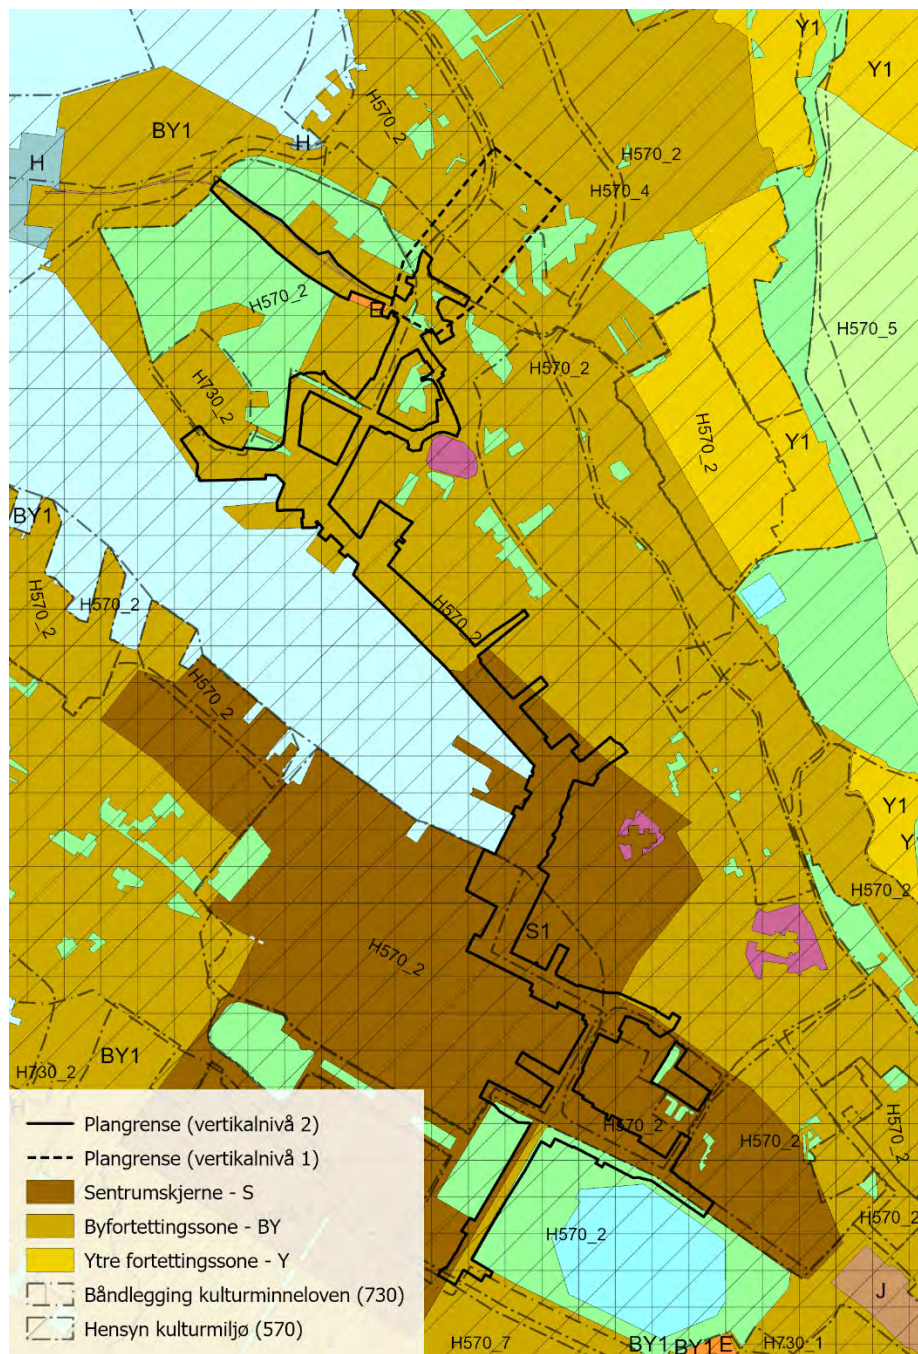 Y1
Y1
H570_2
BY1
H
H570_2
H
H570_4
H570_2
H570_5
E
H570_2
H730_2
H570_2
Y1
BY1
H570_2
H570_2
H570_2
H570_2
Y1
Y1
H570_2
S1
H570_2
BY1
H730_2
H570_2
H570_2
H570_2
H570_2
H570_2
J
H570_7
BY1
BY1
E
H730_1
Plangrense (vertikalnivå 2)
Plangrense (vertikalnivå 1)
Sentrumskjerne - S
Byfortettingssone - BY
Ytre fortettingssone - Y
Båndlegging kulturminneloven (730)
Hensyn kulturmiljø (570)